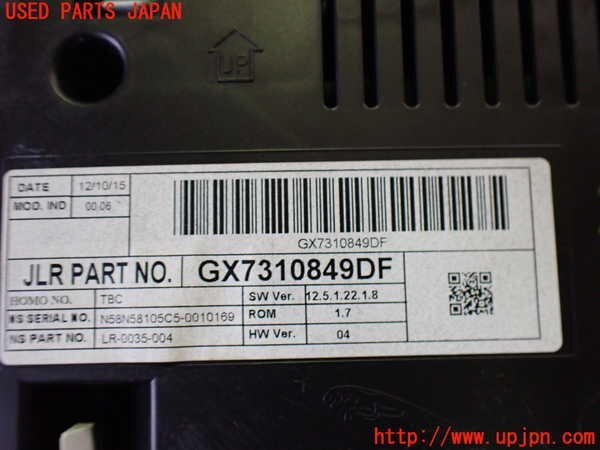 USED PARTS JAPAN
UP
DATE 12/10/15
MOD. IND 00.06
GX7310849DF
JLR PART NO. GX7310849DF
HOMO NO. TBC SW Ver. 12.5.1.22.1.8
NS SERIAL NO. N58N58105C5-0010169 ROM 1.7
NS PART NO. LR-0035-004 HW Ver. 04
http://www.upjpn.com